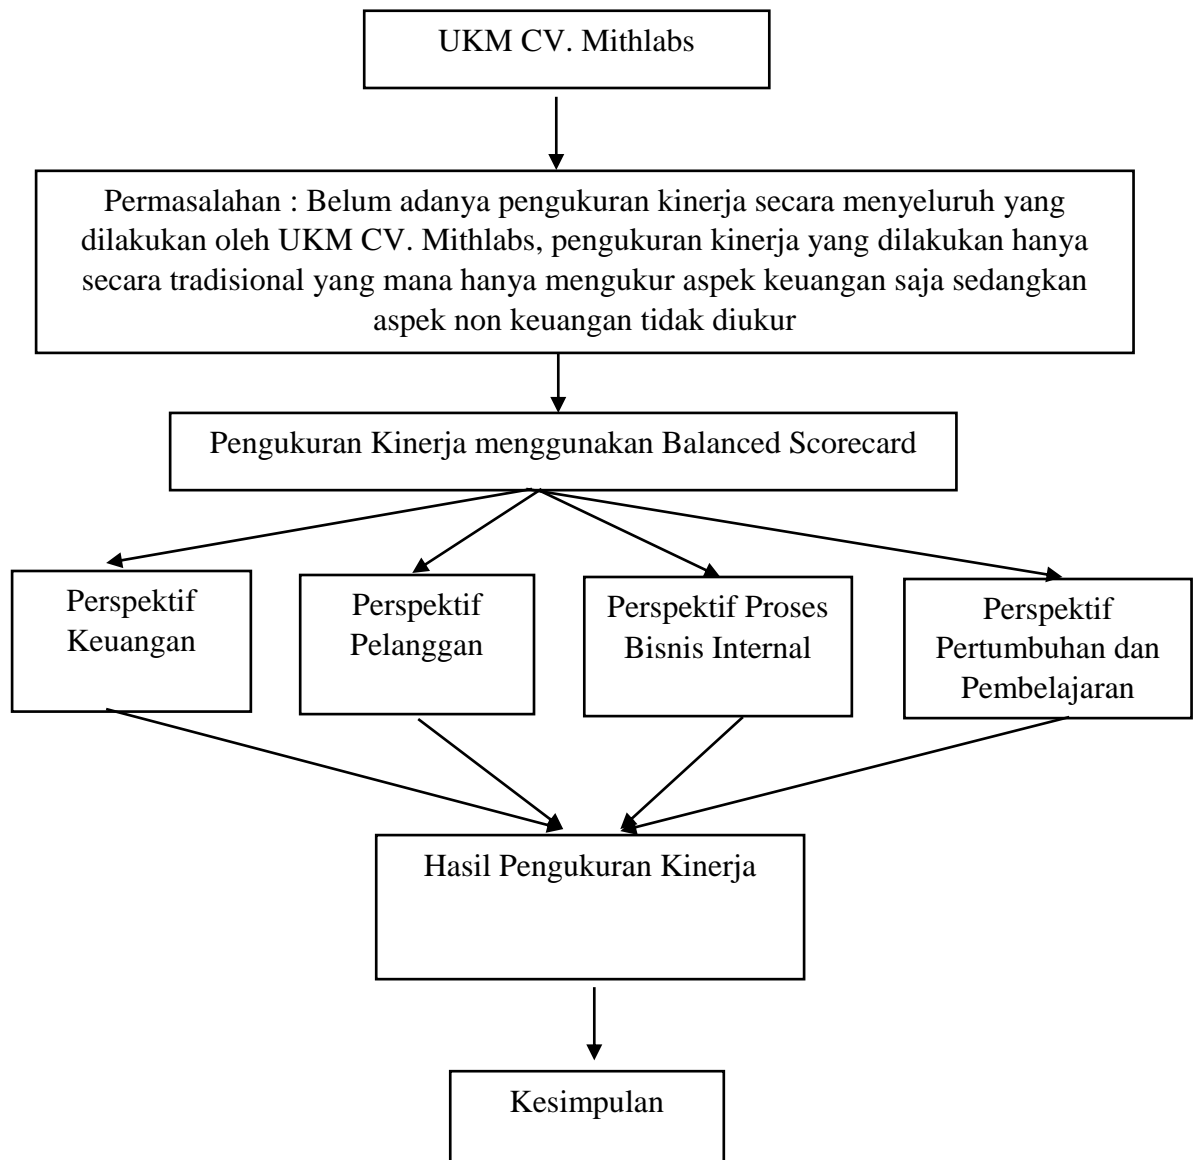 UKM CV. Mithlabs
Permasalahan : Belum adanya pengukuran kinerja secara menyeluruh yang
dilakukan oleh UKM CV. Mithlabs, pengukuran kinerja yang dilakukan hanya
secara tradisional yang mana hanya mengukur aspek keuangan saja sedangkan
aspek non keuangan tidak diukur
Pengukuran Kinerja menggunakan Balanced Scorecard
Perspektif
Keuangan
Perspektif
Pelanggan
Perspektif Proses
Bisnis Internal
Perspektif
Pertumbuhan dan
Pembelajaran
Hasil Pengukuran Kinerja
Kesimpulan